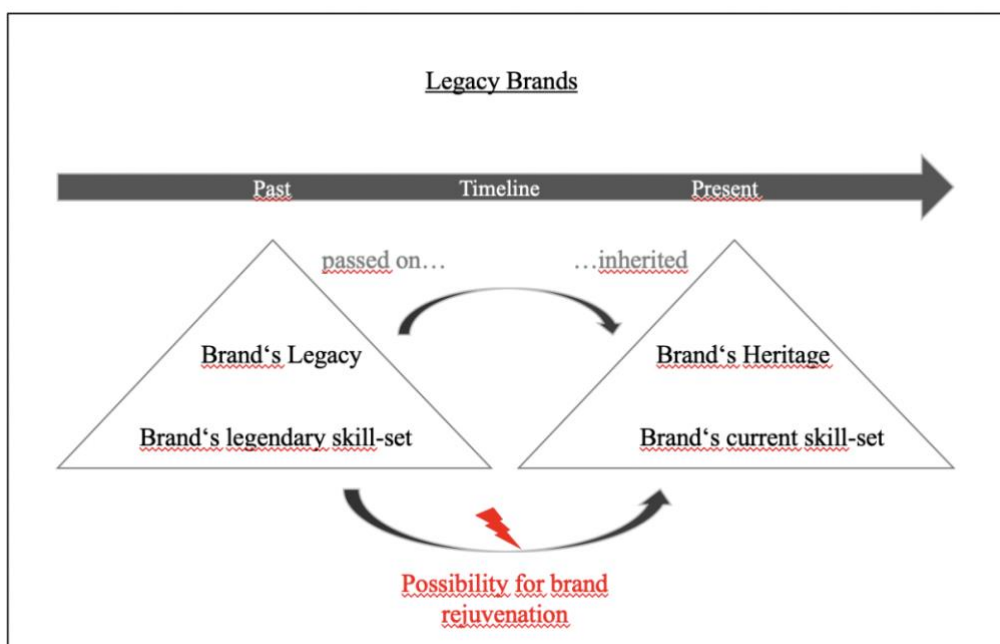 Legacy Brands
Past Timeline Present
passed on… …inherited
Brand‘s Legacy Brand‘s Heritage
Brand‘s legendary skill-set Brand‘s current skill-set
Possibility for brand
rejuvenation